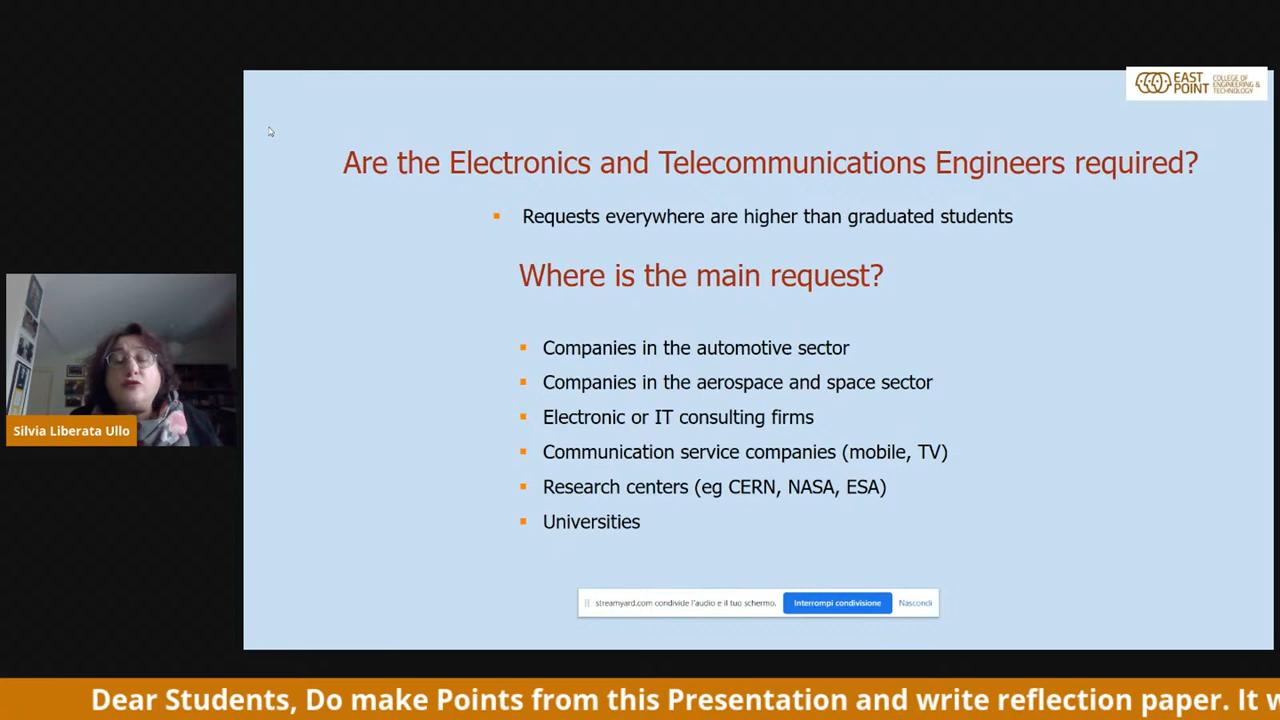 EAST
POINT
COLLEGE OF
ENGINEERING &
TECHNOLOGY
Are the Electronics and Telecommunications Engineers required?
Requests everywhere are higher than graduated students
Where is the main request?
Companies in the automotive sector
Companies in the aerospace and space sector
Electronic or IT consulting firms
Communication service companies (mobile, TV)
Research centers (eg CERN, NASA, ESA)
Universities
Silvia Liberata Ullo
streamyard.com condivide l'audio e il tuo schermo. Interrompi condivisione Nascondi
Dear Students, Do make Points from this Presentation and write reflection paper. It